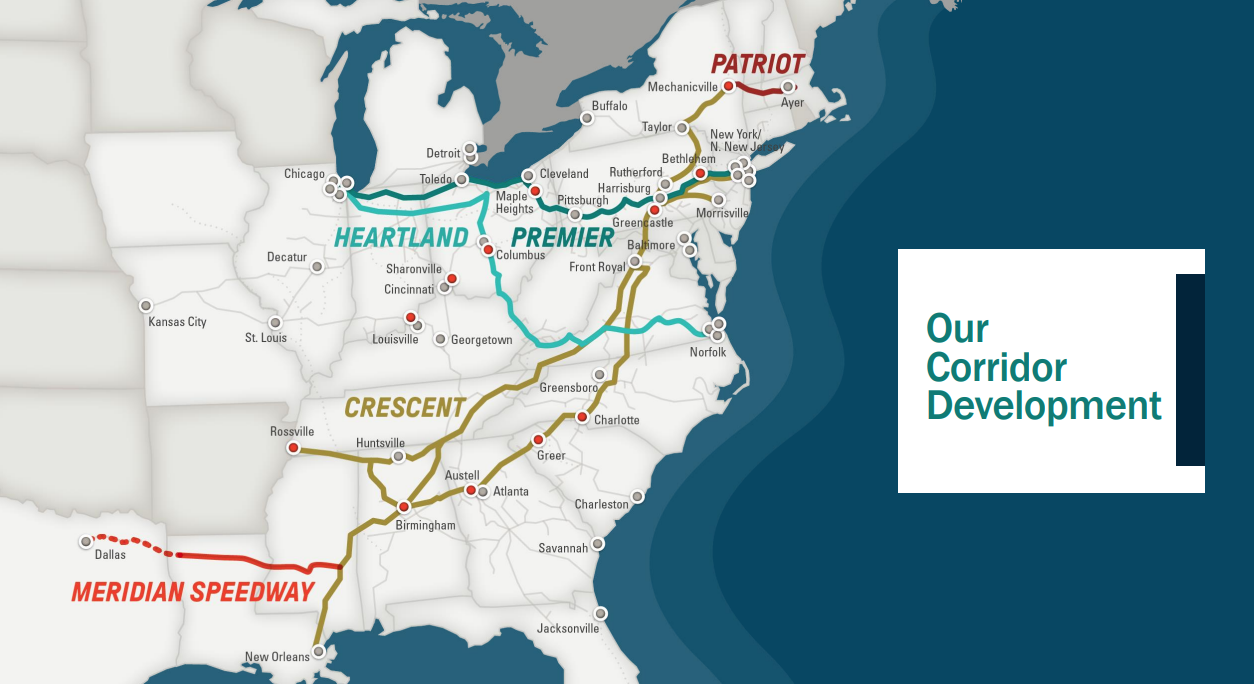 PATRIOT
Mechanicville
Ayer
Buffalo
Taylor
New York/
N. New Jersey
Detroit
Bethlehem
Chicago
Toledo
Cleveland
Rutherford
Harrisburg
Maple
Heights
Pittsburgh
Morrisville
Greencastle
HEARTLAND
PREMIER
Baltimore
Columbus
Decatur
Sharonville
Front Royal
Cincinnati
Kansas City
St. Louis
Louisville
Georgetown
Norfolk
Our
Corridor
Development
Greensboro
CRESCENT
Charlotte
Rossville
Huntsville
Greer
Austell
Atlanta
Charleston
Birmingham
Savannah
Dallas
MERIDIAN SPEEDWAY
Jacksonville
New Orleans